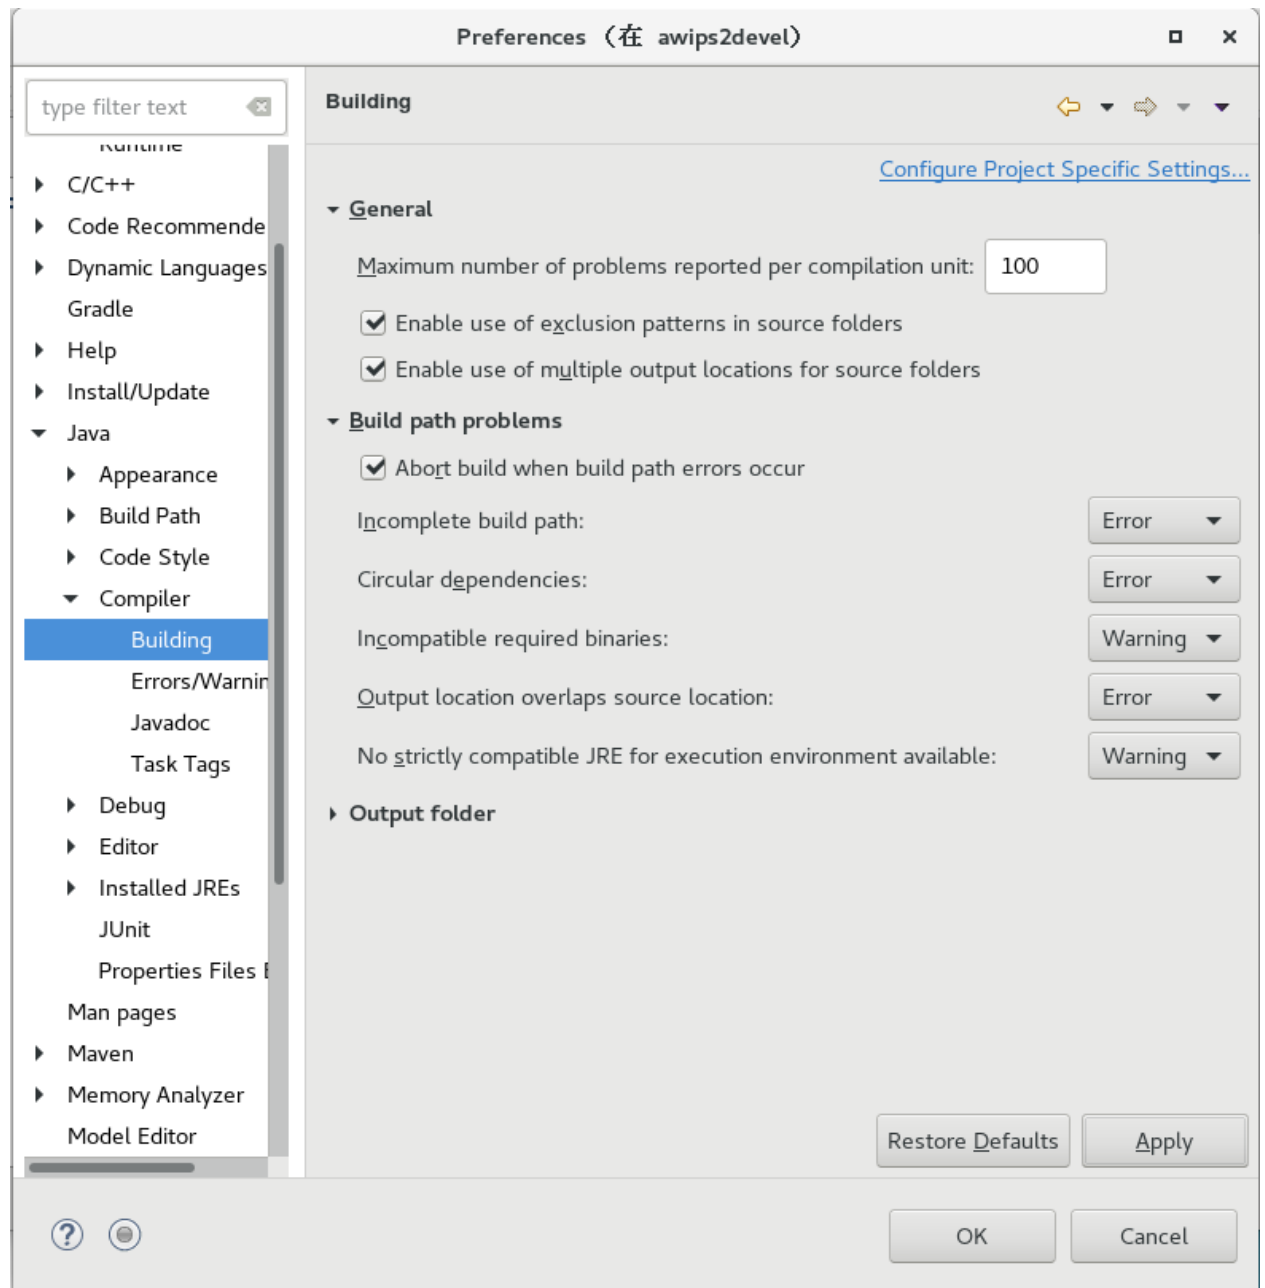 Preferences (在 awips2devel)
type filter text
Runtime
C/C++
Code Recommende
Dynamic Languages
Gradle
Help
Install/Update
Java
Appearance
Build Path
Code Style
Compiler
Building
Errors/Warnin
Javadoc
Task Tags
Debug
Editor
Installed JREs
JUnit
Properties Files E
Man pages
Maven
Memory Analyzer
Model Editor
Building
Configure Project Specific Settings...
General
Maximum number of problems reported per compilation unit: 100
Enable use of exclusion patterns in source folders
Enable use of multiple output locations for source folders
Build path problems
Abort build when build path errors occur
Incomplete build path: Error
Circular dependencies: Error
Incompatible required binaries: Warning
Output location overlaps source location: Error
No strictly compatible JRE for execution environment available: Warning
Output folder
Restore Defaults Apply
? OK Cancel